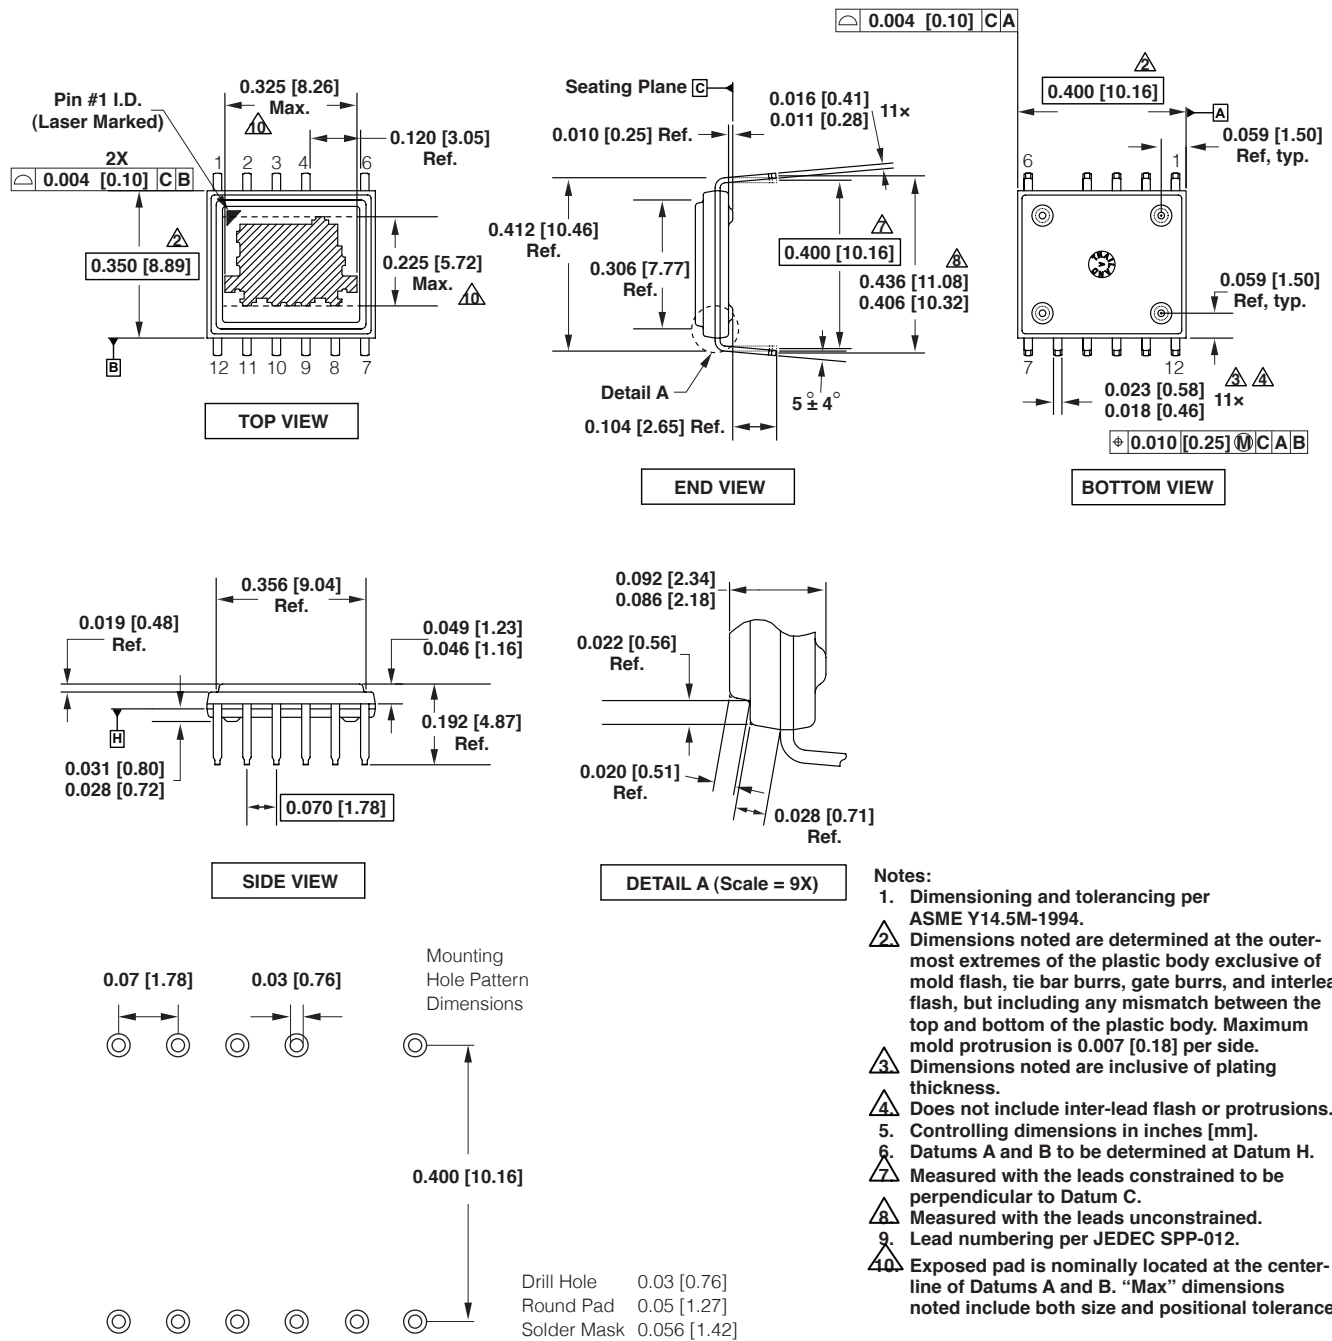 0.004 [0.10] C A
Pin #1 I.D.
(Laser Marked)
0.325 [8.26]
Max.
10
0.120 [3.05]
Ref.
2X
0.004 [0.10] C B
1 2 3 4 6
2
0.350 [8.89]
0.225 [5.72]
Max.
10
B
12 11 10 9 8 7
TOP VIEW
Seating Plane C
0.010 [0.25] Ref.
0.016 [0.41]
0.011 [0.28]
11×
0.412 [10.46]
Ref.
0.306 [7.77]
Ref.
7
0.400 [10.16]
8
0.436 [11.08]
0.406 [10.32]
Detail A
5 ± 4°
0.104 [2.65] Ref.
END VIEW
2
0.400 [10.16]
A
0.059 [1.50]
Ref, typ.
6 1
0.059 [1.50]
Ref, typ.
7 12
0.023 [0.58]
0.018 [0.46]
11×
3 4
⌖ 0.010 [0.25] Ⓜ C A B
BOTTOM VIEW
0.356 [9.04]
Ref.
0.019 [0.48]
Ref.
0.049 [1.23]
0.046 [1.16]
0.192 [4.87]
Ref.
H
0.031 [0.80]
0.028 [0.72]
0.070 [1.78]
SIDE VIEW
0.092 [2.34]
0.086 [2.18]
0.022 [0.56]
Ref.
0.020 [0.51]
Ref.
0.028 [0.71]
Ref.
DETAIL A (Scale = 9X)
Mounting
Hole Pattern
Dimensions
0.07 [1.78]
0.03 [0.76]
0.400 [10.16]
Drill Hole 0.03 [0.76]
Round Pad 0.05 [1.27]
Solder Mask 0.056 [1.42]
Notes:
1. Dimensioning and tolerancing per
ASME Y14.5M-1994.
2. Dimensions noted are determined at the outer-
most extremes of the plastic body exclusive of
mold flash, tie bar burrs, gate burrs, and interlea
flash, but including any mismatch between the
top and bottom of the plastic body. Maximum
mold protrusion is 0.007 [0.18] per side.
3. Dimensions noted are inclusive of plating
thickness.
4. Does not include inter-lead flash or protrusions.
5. Controlling dimensions in inches [mm].
6. Datums A and B to be determined at Datum H.
7. Measured with the leads constrained to be
perpendicular to Datum C.
8. Measured with the leads unconstrained.
9. Lead numbering per JEDEC SPP-012.
10. Exposed pad is nominally located at the center-
line of Datums A and B. “Max” dimensions
noted include both size and positional tolerance